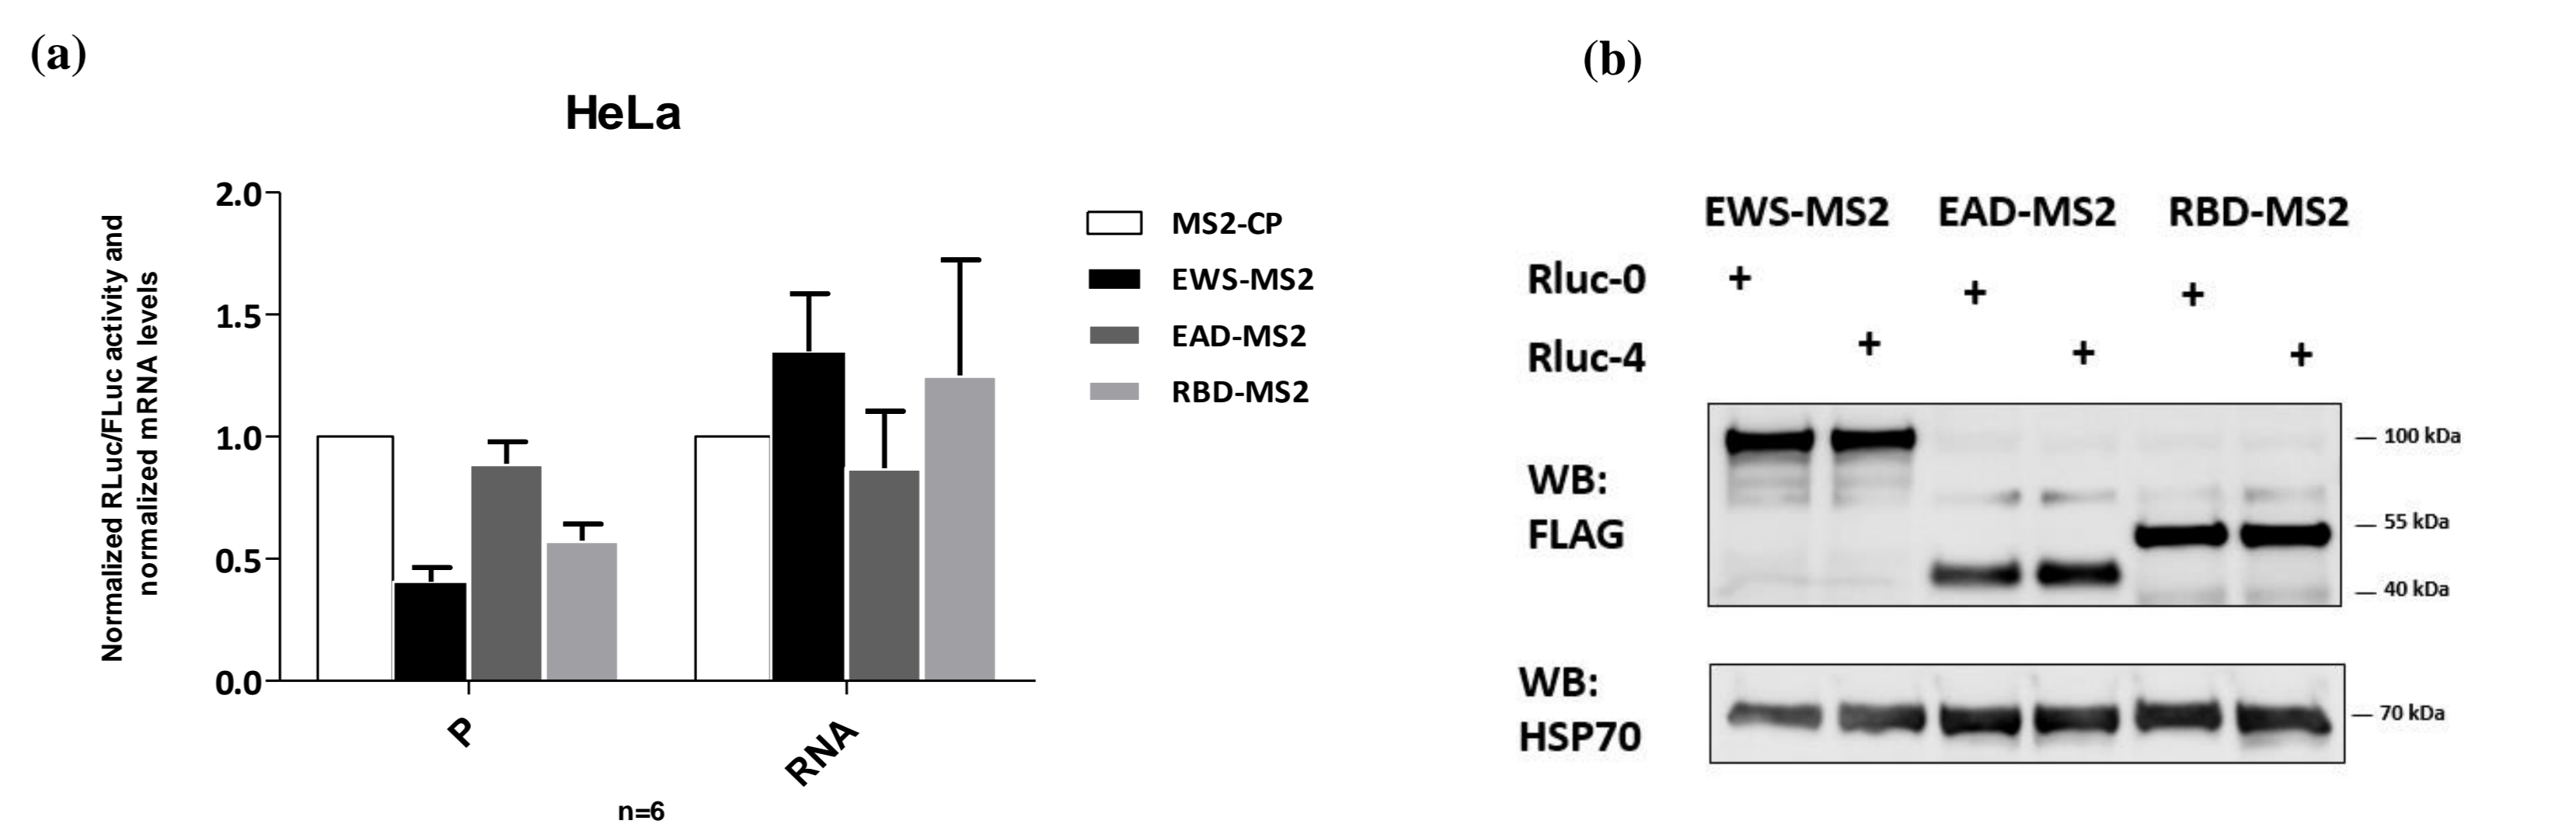 (a)
HeLa
Normalized RLuc/FLuc activity and
normalized mRNA levels
2.0
1.5
1.0
0.5
0.0
P
RNA
n=6
MS2-CP
EWS-MS2
EAD-MS2
RBD-MS2
(b)
EWS-MS2 EAD-MS2 RBD-MS2
Rluc-0 + + +
Rluc-4 + + +
WB:
FLAG
100 kDa
55 kDa
40 kDa
WB:
HSP70
70 kDa